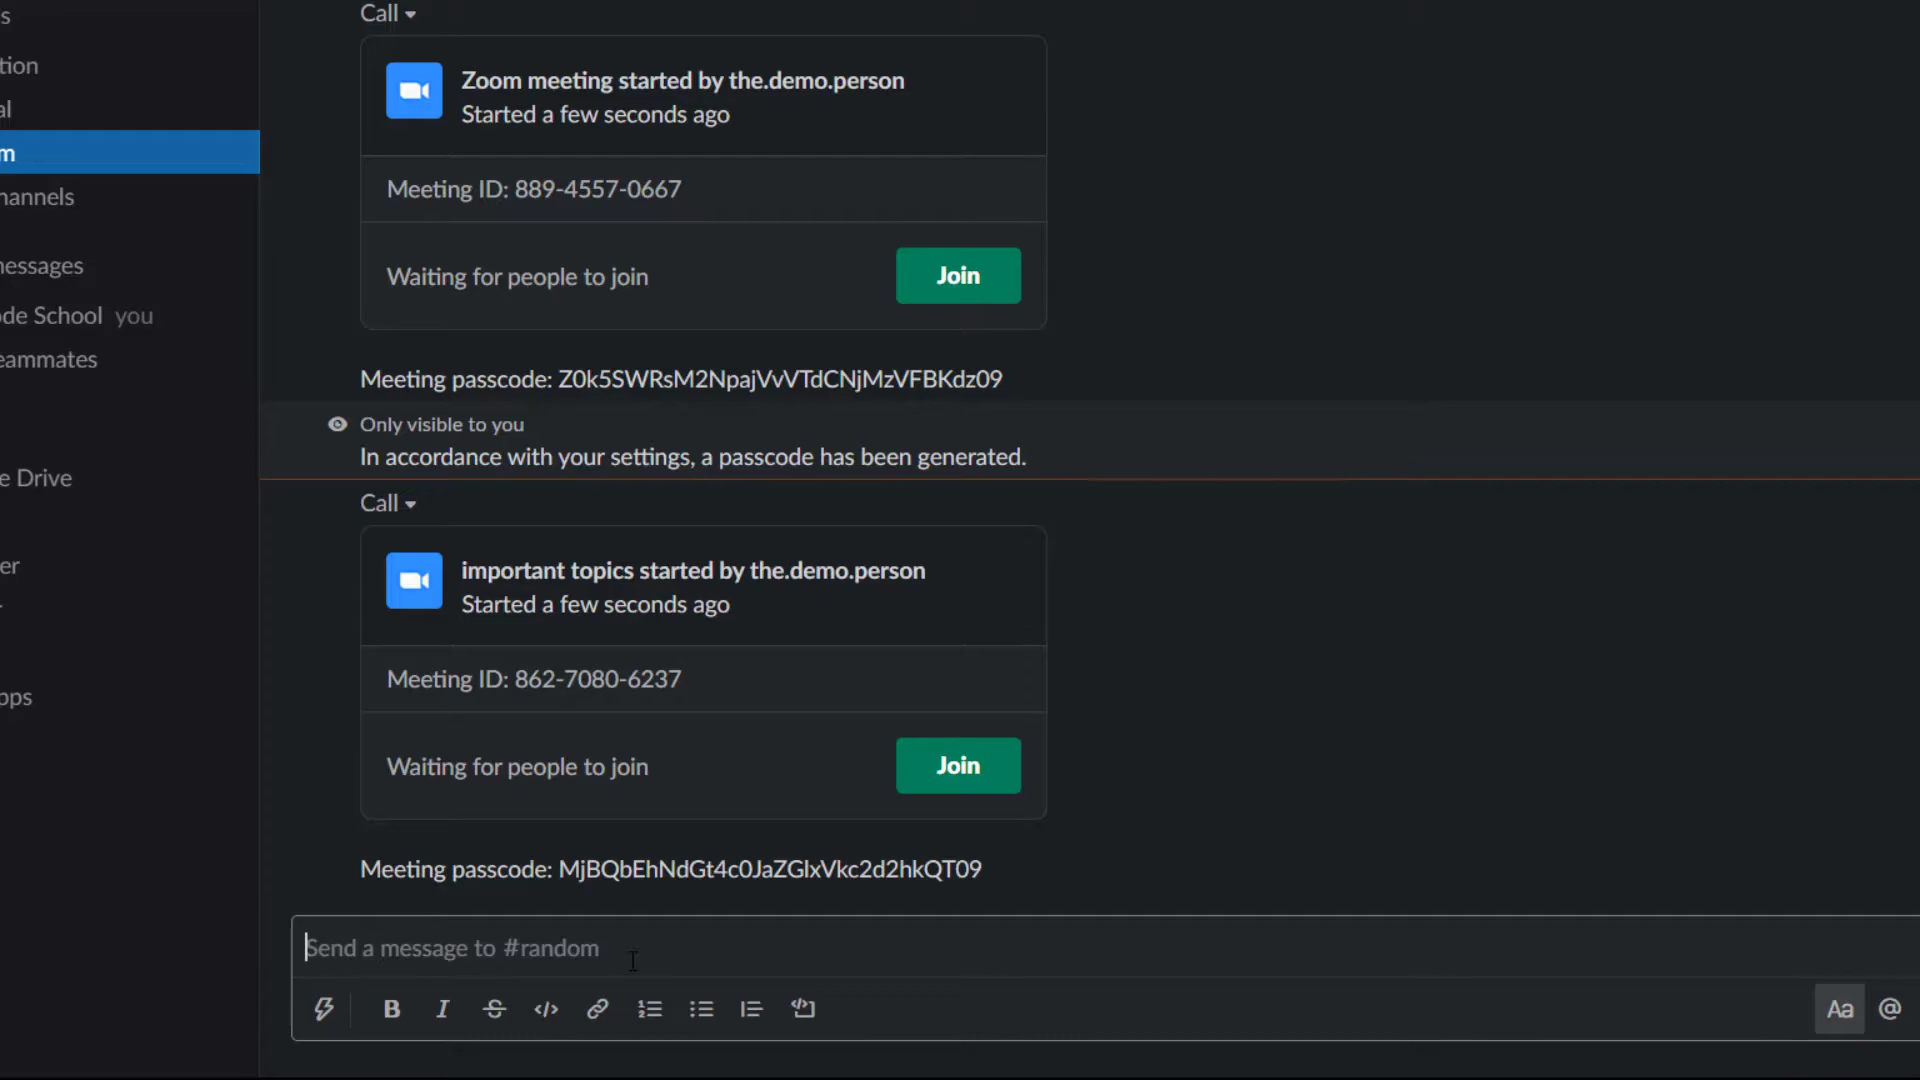 s
tion
al
m
hannels
nessages
ode School you
eammates
e Drive
er
pps
Call
Zoom meeting started by the.demo.person
Started a few seconds ago
Meeting ID: 889-4557-0667
Waiting for people to join
Join
Meeting passcode: Z0k5SWRsM2NpajVvVTdCNjMzVFBKdz09
Only visible to you
In accordance with your settings, a passcode has been generated.
Call
important topics started by the.demo.person
Started a few seconds ago
Meeting ID: 862-7080-6237
Waiting for people to join
Join
Meeting passcode: MjBQbEhNdGt4c0JaZGlxVkc2d2hkQT09
Send a message to #random
B I S </>
Aa @